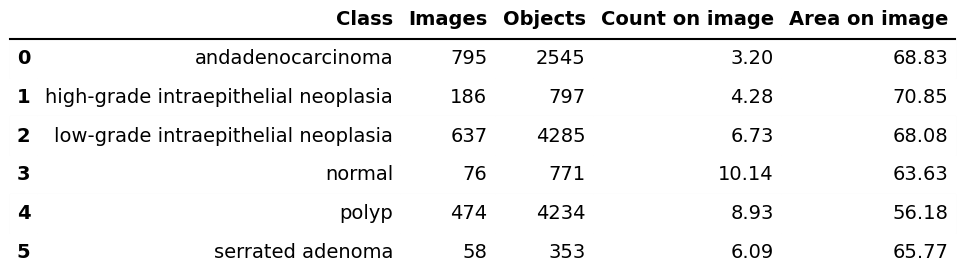 Class Images Objects Count on image Area on image
0 andadenocarcinoma 795 2545 3.20 68.83
1 high-grade intraepithelial neoplasia 186 797 4.28 70.85
2 low-grade intraepithelial neoplasia 637 4285 6.73 68.08
3 normal 76 771 10.14 63.63
4 polyp 474 4234 8.93 56.18
5 serrated adenoma 58 353 6.09 65.77